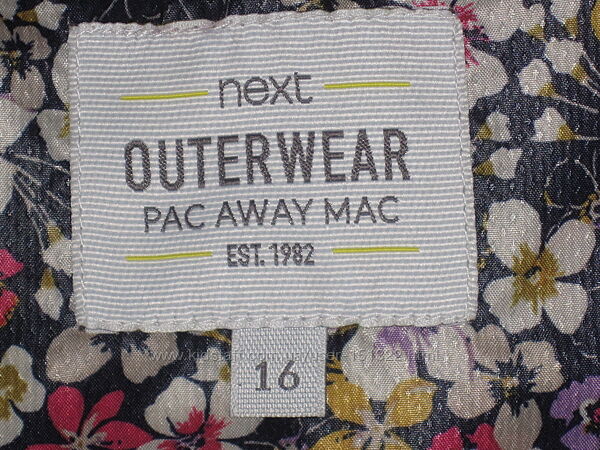 next
OUTERWEAR
PAC AWAY MAC
EST. 1982
16